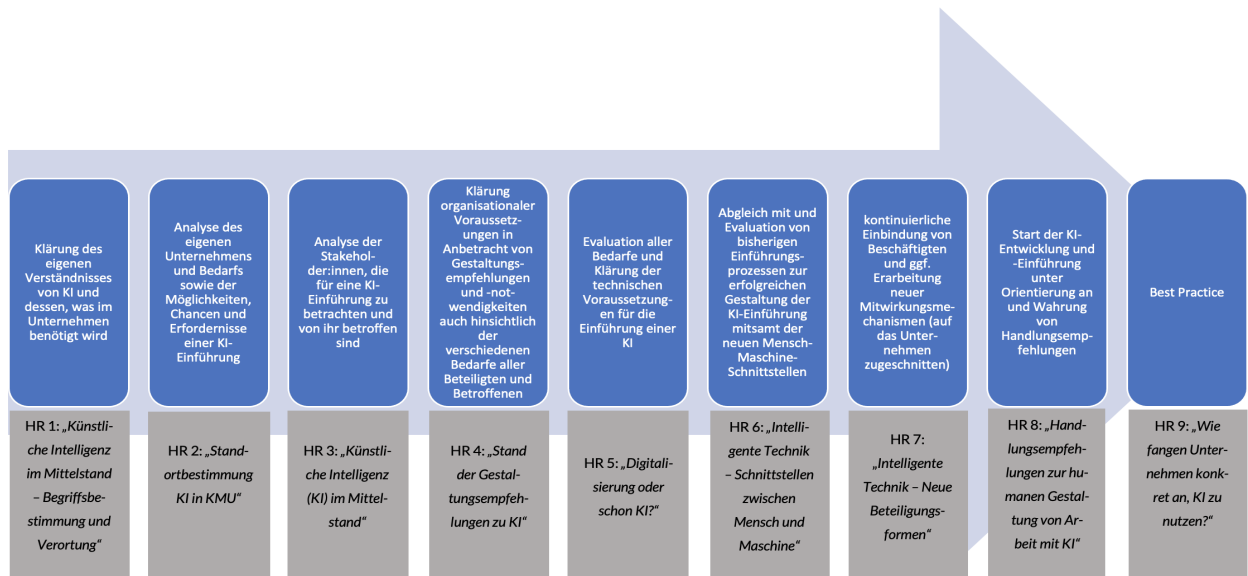 Klärung des
eigenen
Verständnisses
von KI und
dessen, was im
Unternehmen
benötigt wird
HR 1: „Künstli-
che Intelligenz
im Mittelstand
– Begriffsbe-
stimmung und
Verortung“
Analyse des
eigenen
Unternehmens
und Bedarfs
sowie der
Möglichkeiten,
Chancen und
Erfordernisse
einer KI-
Einführung
HR 2: „Stand-
ortbestimmung
KI in KMU“
Analyse der
Stakehol-
der:innen, die
für eine KI-
Einführung zu
betrachten und
von ihr betroffen
sind
HR 3: „Künstli-
che Intelligenz
(KI) im Mittel-
stand“
Klärung
organisationaler
Voraussetz-
ungen in
Anbetracht von
Gestaltungs-
empfehlungen
und -not-
wendigkeiten
auch hinsichtlich
der
verschiedenen
Bedarfe aller
Beteiligten und
Betroffenen
HR 4: „Stand
der Gestal-
tungsempfeh-
lungen zu KI“
Evaluation aller
Bedarfe und
Klärung der
technischen
Voraussetzung-
en für die
Einführung einer
KI
HR 5: „Digitali-
sierung oder
schon KI?“
Abgleich mit und
Evaluation von
bisherigen
Einführungs-
prozessen zur
erfolgreichen
Gestaltung der
KI-Einführung
mitsamt der
neuen Mensch-
Maschine-
Schnittstellen
HR 6: „Intelli-
gente Technik
– Schnittstellen
zwischen
Mensch und
Maschine“
kontinuierliche
Einbindung von
Beschäftigten
und ggf.
Erarbeitung
neuer
Mitwirkungsme-
chanismen (auf
das Unter-
nehmen
zugeschnitten)
HR 7:
„Intelligente
Technik – Neue
Beteiligungs-
formen“
Start der KI-
Entwicklung und
-Einführung
unter
Orientierung an
und Wahrung
von
Handlungsemp-
fehlungen
HR 8: „Hand-
lungsempfeh-
lungen zur hu-
manen Gestal-
tung von Ar-
beit mit KI“
Best Practice
HR 9: „Wie
fangen Unter-
nehmen kon-
kret an, KI zu
nutzen?“